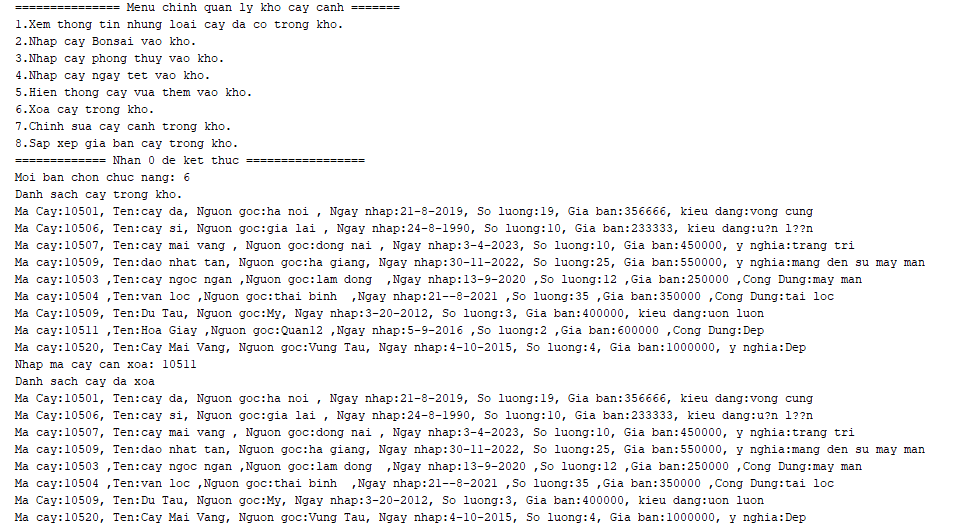 =============== Menu chinh quan ly kho cay canh =======
1.Xem thong tin nhung loai cay da co trong kho.
2.Nhap cay Bonsai vao kho.
3.Nhap cay phong thuy vao kho.
4.Nhap cay ngay tet vao kho.
5.Hien thong cay vua them vao kho.
6.Xoa cay trong kho.
7.Chinh sua cay canh trong kho.
8.Sap xep gia ban cay trong kho.
============= Nhan 0 de ket thuc =================
Moi ban chon chuc nang: 6
Danh sach cay trong kho.
Ma Cay:10501, Ten:cay da, Nguon goc:ha noi , Ngay nhap:21-8-2019, So luong:19, Gia ban:356666, kieu dang:vong cung
Ma Cay:10506, Ten:cay si, Nguon goc:gia lai , Ngay nhap:24-8-1990, So luong:10, Gia ban:233333, kieu dang:u?n l??n
Ma cay:10507, Ten:cay mai vang , Nguon goc:dong nai , Ngay nhap:3-4-2023, So luong:10, Gia ban:450000, y nghia:trang tri
Ma cay:10509, Ten:dao nhat tan, Nguon goc:ha giang, Ngay nhap:30-11-2022, So luong:25, Gia ban:550000, y nghia:mang den su may man
Ma cay:10503 ,Ten:cay ngoc ngan ,Nguon goc:lam dong  ,Ngay nhap:13-9-2020 ,So luong:12 ,Gia ban:250000 ,Cong Dung:may man
Ma cay:10504 ,Ten:van loc ,Nguon goc:thai binh  ,Ngay nhap:21--8-2021 ,So luong:35 ,Gia ban:350000 ,Cong Dung:tai loc
Ma Cay:10509, Ten:Du Tau, Nguon goc:My, Ngay nhap:3-20-2012, So luong:3, Gia ban:400000, kieu dang:uon luon
Ma cay:10511 ,Ten:Hoa Giay ,Nguon goc:Quan12 ,Ngay nhap:5-9-2016 ,So luong:2 ,Gia ban:600000 ,Cong Dung:Dep
Ma cay:10520, Ten:Cay Mai Vang, Nguon goc:Vung Tau, Ngay nhap:4-10-2015, So luong:4, Gia ban:1000000, y nghia:Dep
Nhap ma cay can xoa: 10511
Danh sach cay da xoa
Ma Cay:10501, Ten:cay da, Nguon goc:ha noi , Ngay nhap:21-8-2019, So luong:19, Gia ban:356666, kieu dang:vong cung
Ma Cay:10506, Ten:cay si, Nguon goc:gia lai , Ngay nhap:24-8-1990, So luong:10, Gia ban:233333, kieu dang:u?n l??n
Ma cay:10507, Ten:cay mai vang , Nguon goc:dong nai , Ngay nhap:3-4-2023, So luong:10, Gia ban:450000, y nghia:trang tri
Ma cay:10509, Ten:dao nhat tan, Nguon goc:ha giang, Ngay nhap:30-11-2022, So luong:25, Gia ban:550000, y nghia:mang den su may man
Ma cay:10503 ,Ten:cay ngoc ngan ,Nguon goc:lam dong  ,Ngay nhap:13-9-2020 ,So luong:12 ,Gia ban:250000 ,Cong Dung:may man
Ma cay:10504 ,Ten:van loc ,Nguon goc:thai binh  ,Ngay nhap:21--8-2021 ,So luong:35 ,Gia ban:350000 ,Cong Dung:tai loc
Ma Cay:10509, Ten:Du Tau, Nguon goc:My, Ngay nhap:3-20-2012, So luong:3, Gia ban:400000, kieu dang:uon luon
Ma cay:10520, Ten:Cay Mai Vang, Nguon goc:Vung Tau, Ngay nhap:4-10-2015, So luong:4, Gia ban:1000000, y nghia:Dep